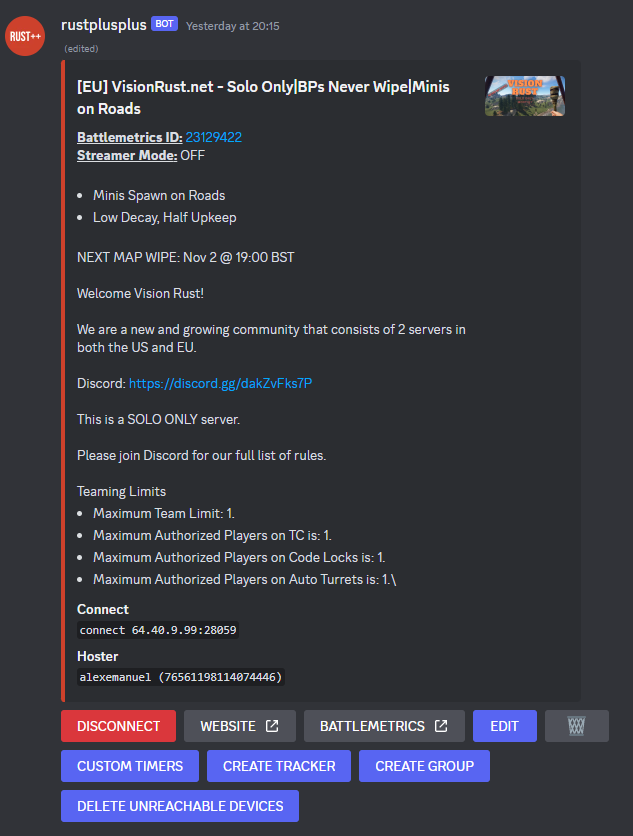 RUST++
rustplusplus BOT Yesterday at 20:15
(edited)
[EU] VisionRust.net - Solo Only|BPs Never Wipe|Minis
on Roads
VISION
RUST
Battlemetrics ID: 23129422
Streamer Mode: OFF
• Minis Spawn on Roads
• Low Decay, Half Upkeep
NEXT MAP WIPE: Nov 2 @ 19:00 BST
Welcome Vision Rust!
We are a new and growing community that consists of 2 servers in
both the US and EU.
Discord: https://discord.gg/dakZvFks7P
This is a SOLO ONLY server.
Please join Discord for our full list of rules.
Teaming Limits
• Maximum Team Limit: 1.
• Maximum Authorized Players on TC is: 1.
• Maximum Authorized Players on Code Locks is: 1.
• Maximum Authorized Players on Auto Turrets is: 1.\
Connect
connect 64.40.9.99:28059
Hoster
alexemanuel (76561198114074446)
DISCONNECT WEBSITE BATTLEMETRICS EDIT
CUSTOM TIMERS CREATE TRACKER CREATE GROUP
DELETE UNREACHABLE DEVICES